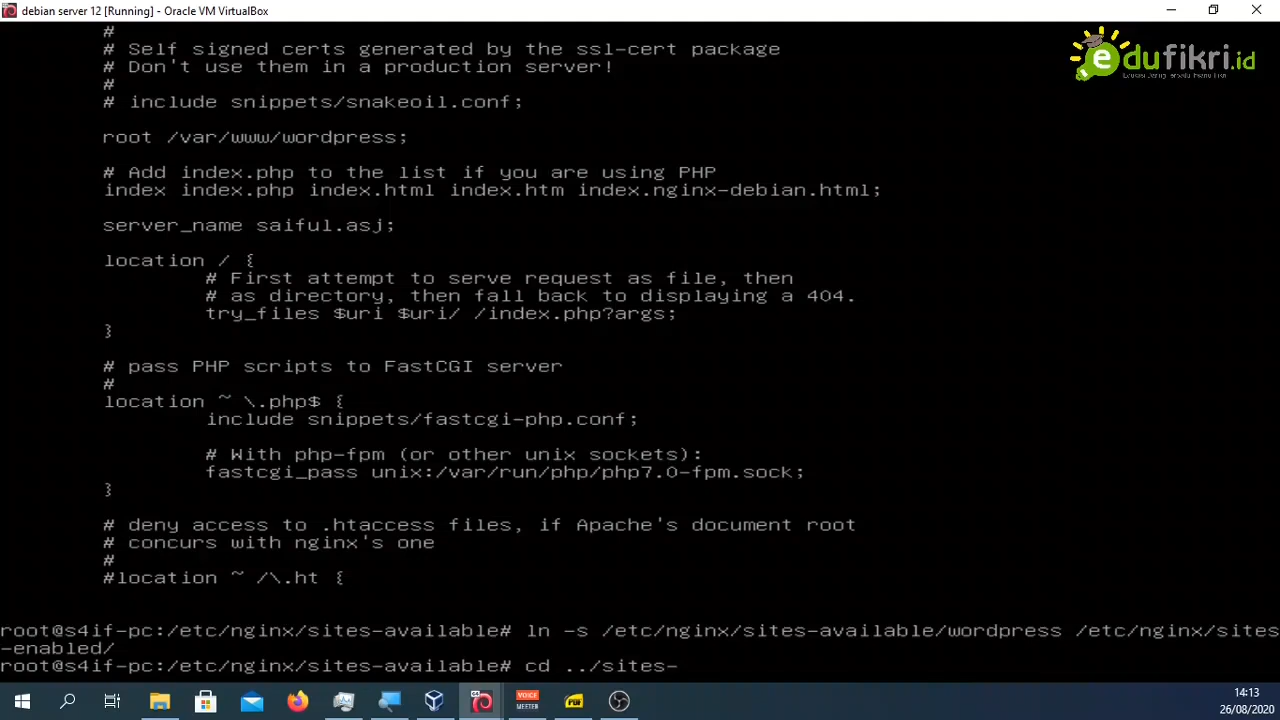 debian server 12 [Running] - Oracle VM VirtualBox
#
# Self signed certs generated by the ssl-cert package
# Don't use them in a production server!
#
# include snippets/snakeoil.conf;
root /var/www/wordpress;
# Add index.php to the list if you are using PHP
index index.php index.html index.htm index.nginx-debian.html;
server_name saiful.asj;
location / {
# First attempt to serve request as file, then
# as directory, then fall back to displaying a 404.
try_files $uri $uri/ /index.php?args;
}
# pass PHP scripts to FastCGI server
#
location ~ \.php$ {
include snippets/fastcgi-php.conf;
# With php-fpm (or other unix sockets):
fastcgi_pass unix:/var/run/php/php7.0-fpm.sock;
}
# deny access to .htaccess files, if Apache's document root
# concurs with nginx's one
#
#location ~ /\.ht {
root@s4if-pc:/etc/nginx/sites-available# ln -s /etc/nginx/sites-available/wordpress /etc/nginx/sites
-enabled/
root@s4if-pc:/etc/nginx/sites-available# cd ../sites-
edufikri.id
VOICE
MEETER
14:13
26/08/2020